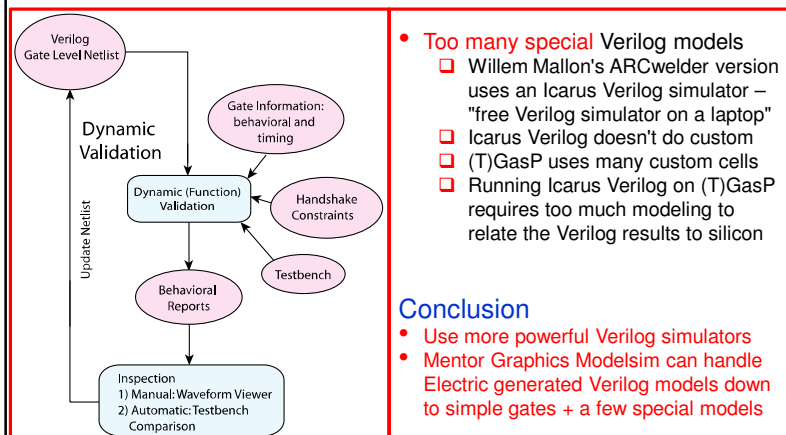 Verilog
Gate Level Netlist
Dynamic
Validation
Update Netlist
Gate Information:
behavioral and
timing
Dynamic (Function)
Validation
Handshake
Constraints
Testbench
Behavioral
Reports
Inspection
1) Manual: Waveform Viewer
2) Automatic: Testbench
Comparison
• Too many special Verilog models
❑ Willem Mallon's ARCwelder version
uses an Icarus Verilog simulator –
"free Verilog simulator on a laptop"
❑ Icarus Verilog doesn't do custom
❑ (T)GasP uses many custom cells
❑ Running Icarus Verilog on (T)GasP
requires too much modeling to
relate the Verilog results to silicon
Conclusion
• Use more powerful Verilog simulators
• Mentor Graphics Modelsim can handle
Electric generated Verilog models down
to simple gates + a few special models